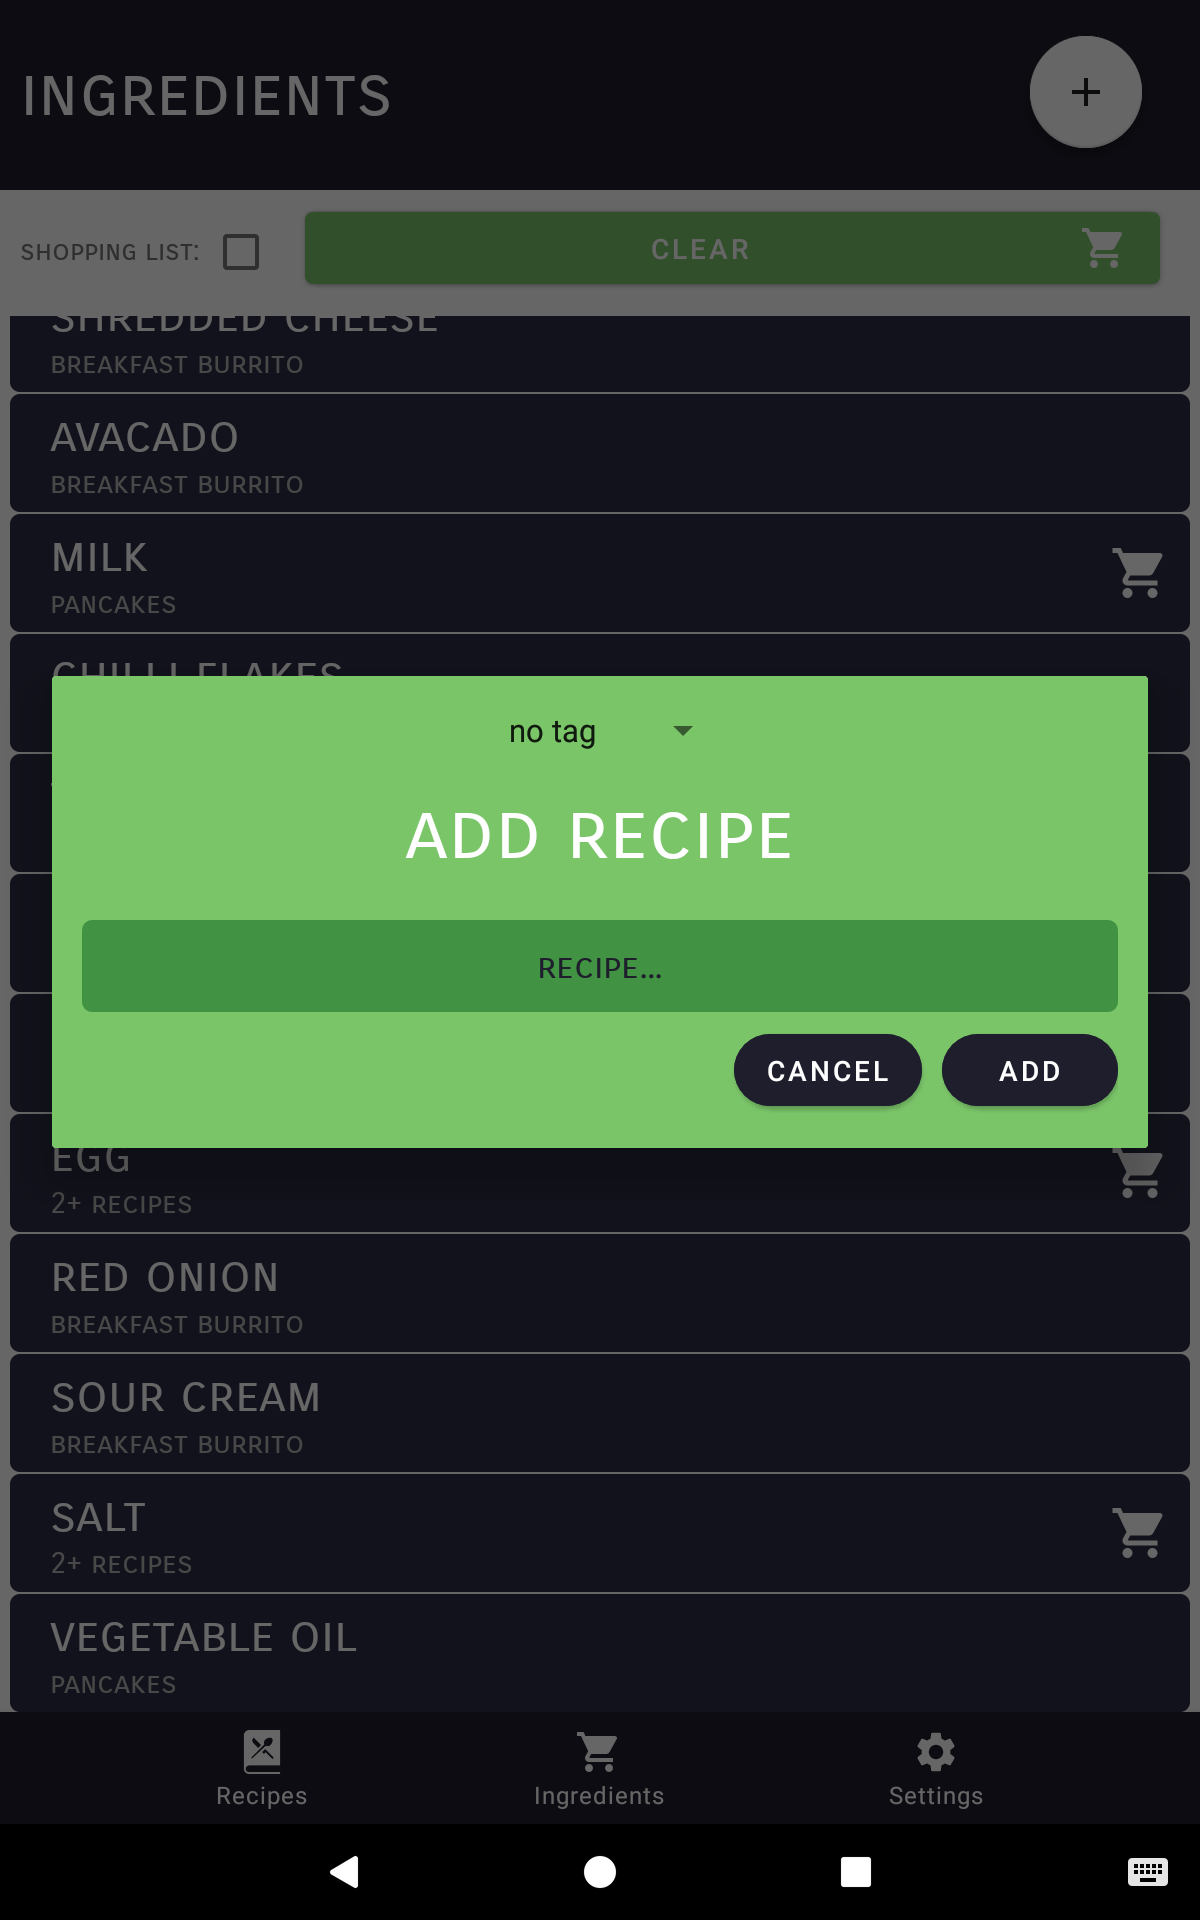 INGREDIENTS
SHOPPING LIST:
CLEAR
SHREDDED CHEESE
BREAKFAST BURRITO
AVACADO
BREAKFAST BURRITO
MILK
PANCAKES
CHILLI FLAKES
no tag
ADD RECIPE
RECIPE...
CANCEL
ADD
EGG
2+ RECIPES
RED ONION
BREAKFAST BURRITO
SOUR CREAM
BREAKFAST BURRITO
SALT
2+ RECIPES
VEGETABLE OIL
PANCAKES
Recipes
Ingredients
Settings